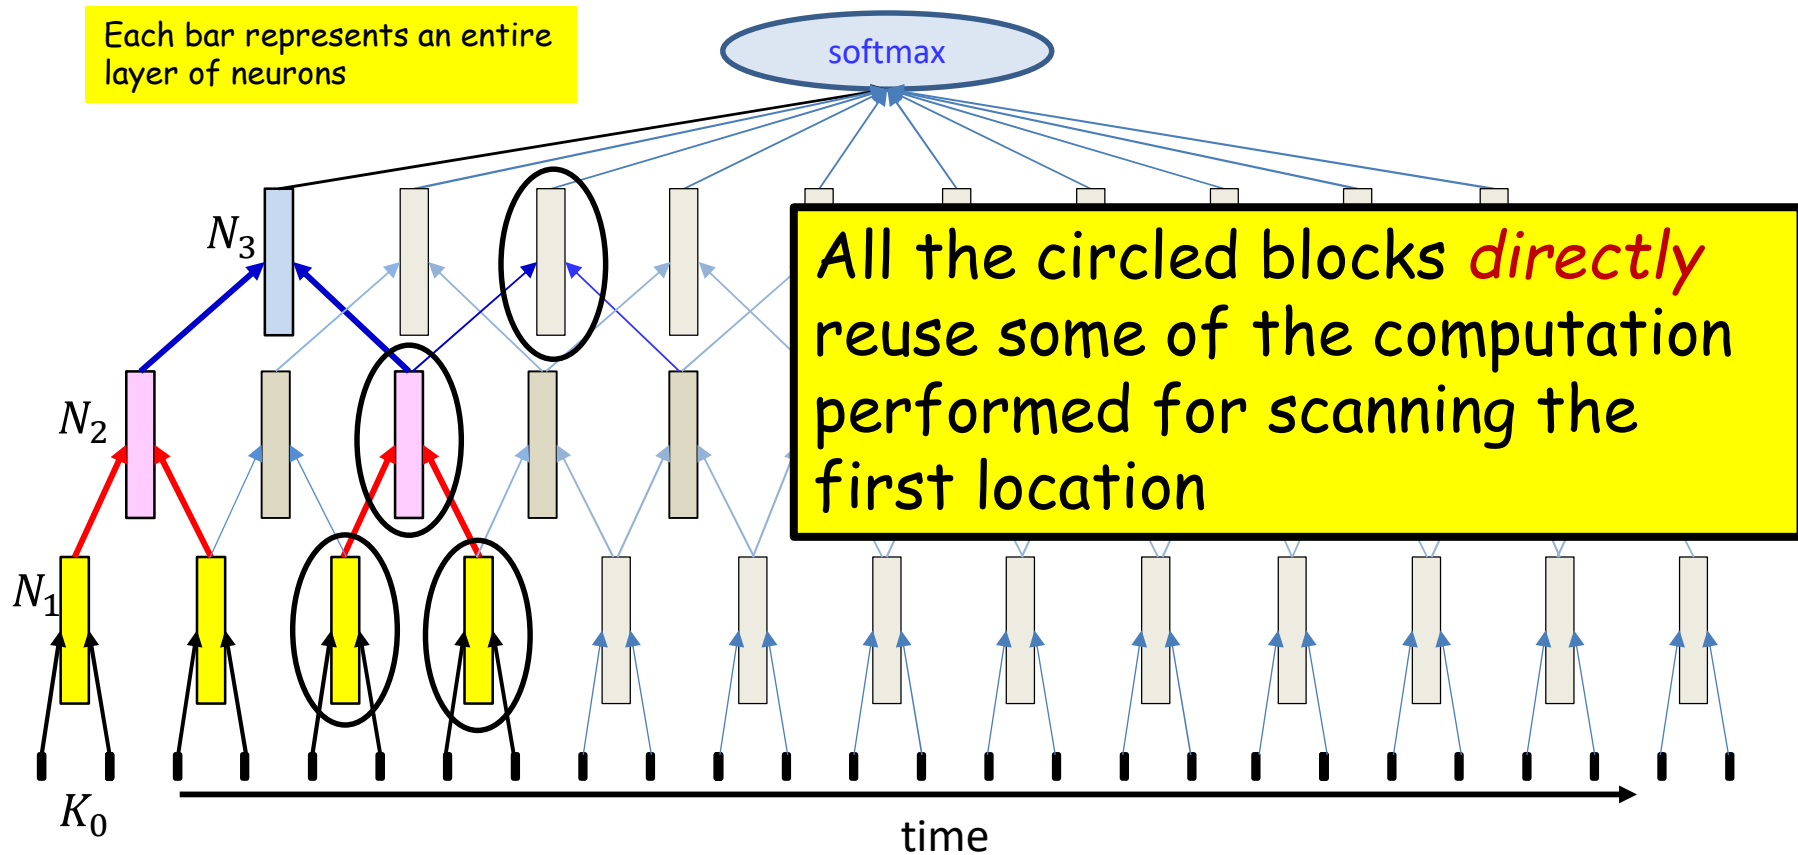 Each bar represents an entire
layer of neurons
softmax
N₃
All the circled blocks directly
reuse some of the computation
performed for scanning the
first location
N₂
N₁
K₀
time